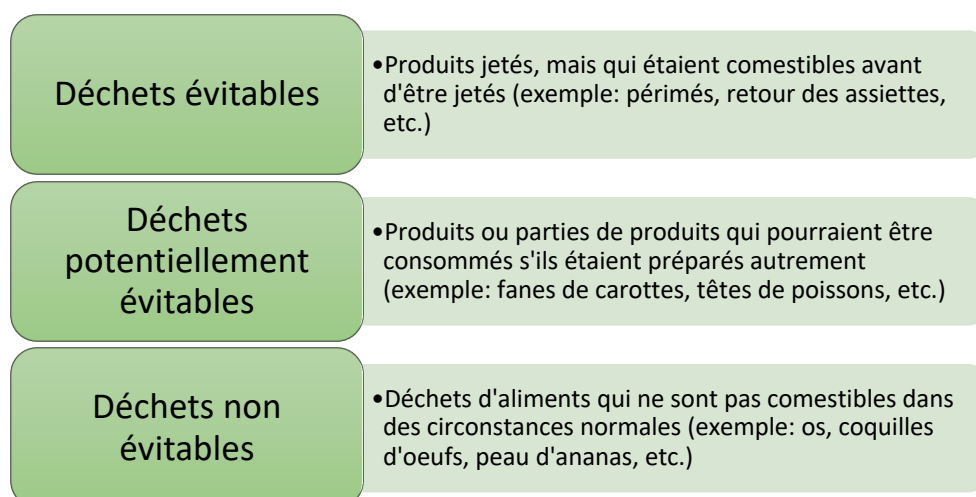 Déchets évitables
•Produits jetés, mais qui étaient comestibles avant
d'être jetés (exemple: périmés, retour des assiettes,
etc.)
Déchets
potentiellement
évitables
•Produits ou parties de produits qui pourraient être
consommés s'ils étaient préparés autrement
(exemple: fanes de carottes, têtes de poissons, etc.)
Déchets non
évitables
•Déchets d'aliments qui ne sont pas comestibles dans
des circonstances normales (exemple: os, coquilles
d'oeufs, peau d'ananas, etc.)